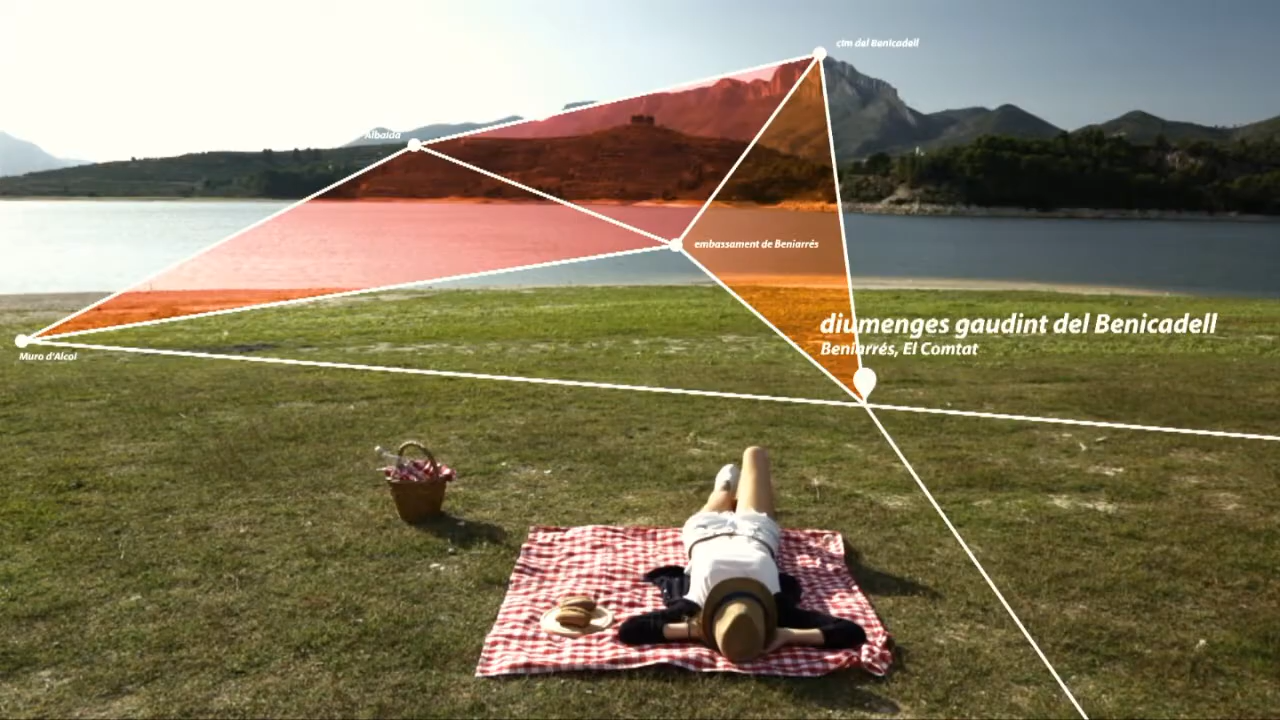 cim del Benicadell
Albaida
embassament de Beniarrés
diumenges gaudint del Benicadell
Beniarrés, El Comtat
Muro d'Alcoi